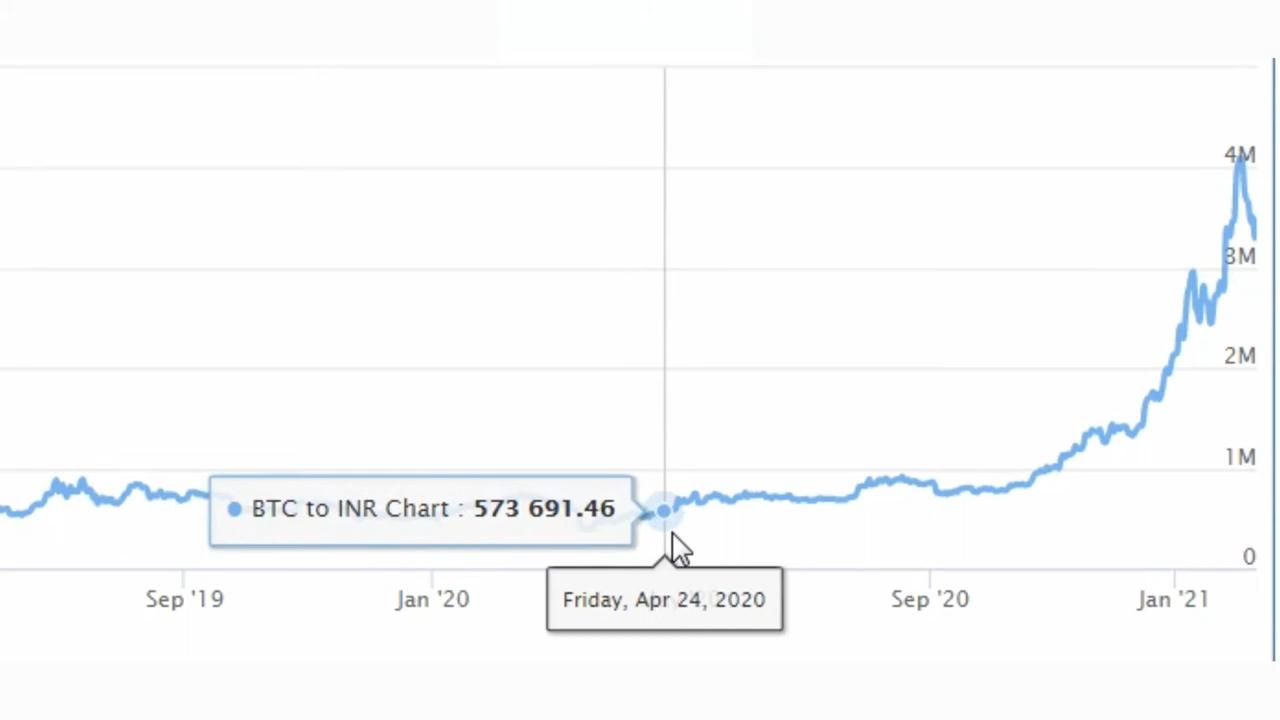 4M
3M
2M
1M
BTC to INR Chart : 573 691.46
0
Sep '19
Jan '20
Friday, Apr 24, 2020
Sep '20
Jan '21